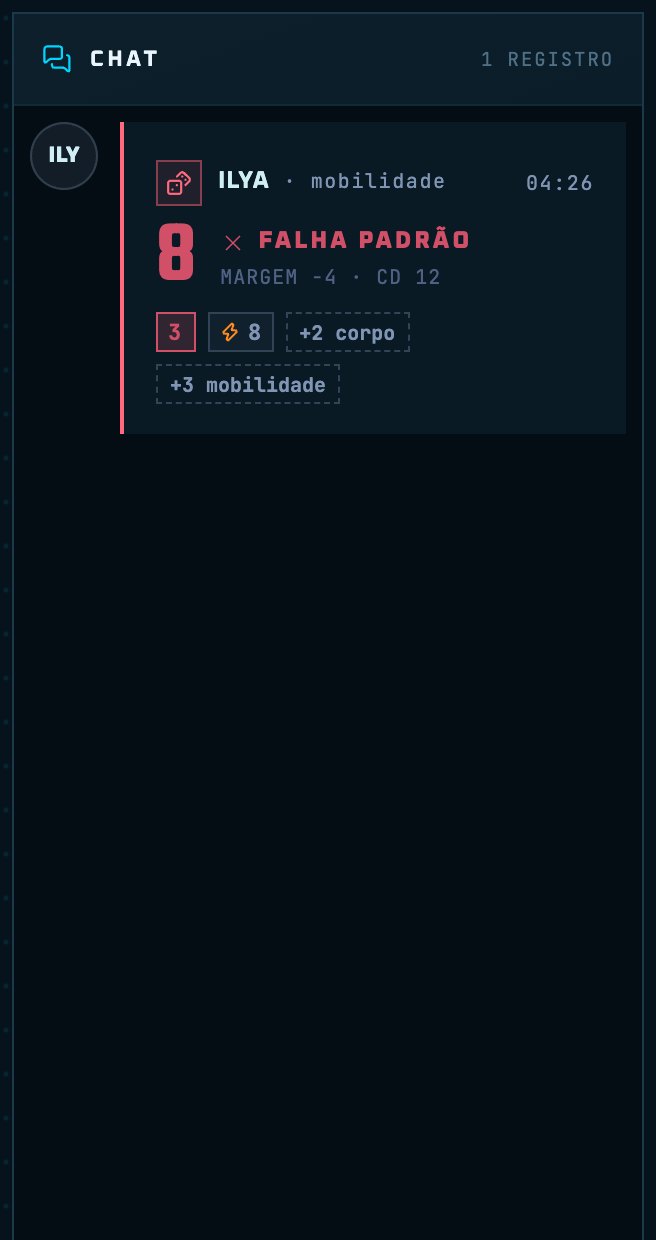 CHAT 1 REGISTRO
ILY
ILYA · mobilidade 04:26
8 × FALHA PADRÃO
MARGEM -4 · CD 12
3 8 +2 corpo
+3 mobilidade